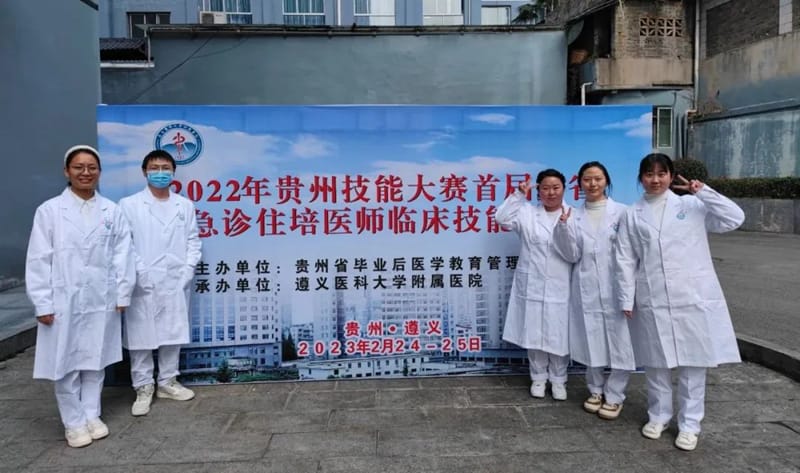 2022年贵州技能大赛首届
急诊住培医师临床技能
主办单位：贵州省毕业后医学教育管理
承办单位：遵义医科大学附属医院
贵州·遵义
2023年2月24-25日